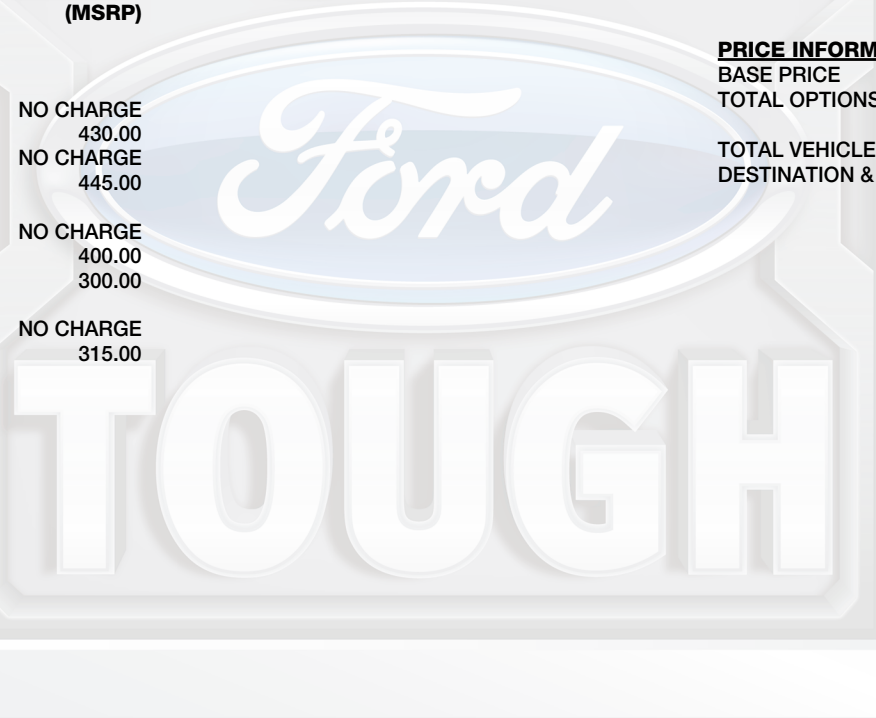 (MSRP)
NO CHARGE
430.00
NO CHARGE
445.00
NO CHARGE
400.00
300.00
NO CHARGE
315.00
PRICE INFORM
BASE PRICE
TOTAL OPTIONS
TOTAL VEHICLE
DESTINATION &
Ford
TOUGH